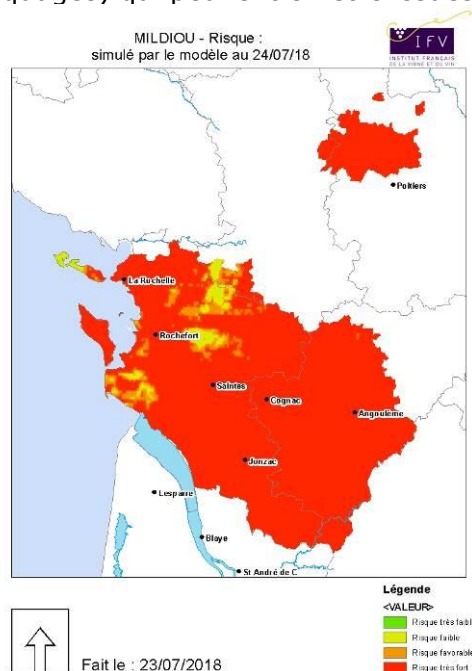 MILDIOU - Risque :
simulé par le modèle au 24/07/18
IFV
INSTITUT FRANÇAIS
DE LA VIGNE ET DU VIN
Poitiers
La Rochelle
Rochefort
Saintes
Cognac
Angoulême
Jonzac
Lesparre
Blaye
St André de C
Légende
<VALEUR>
Risque très faibl
Risque faible
Risque favorable
Risque très fort
Fait le : 23/07/2018